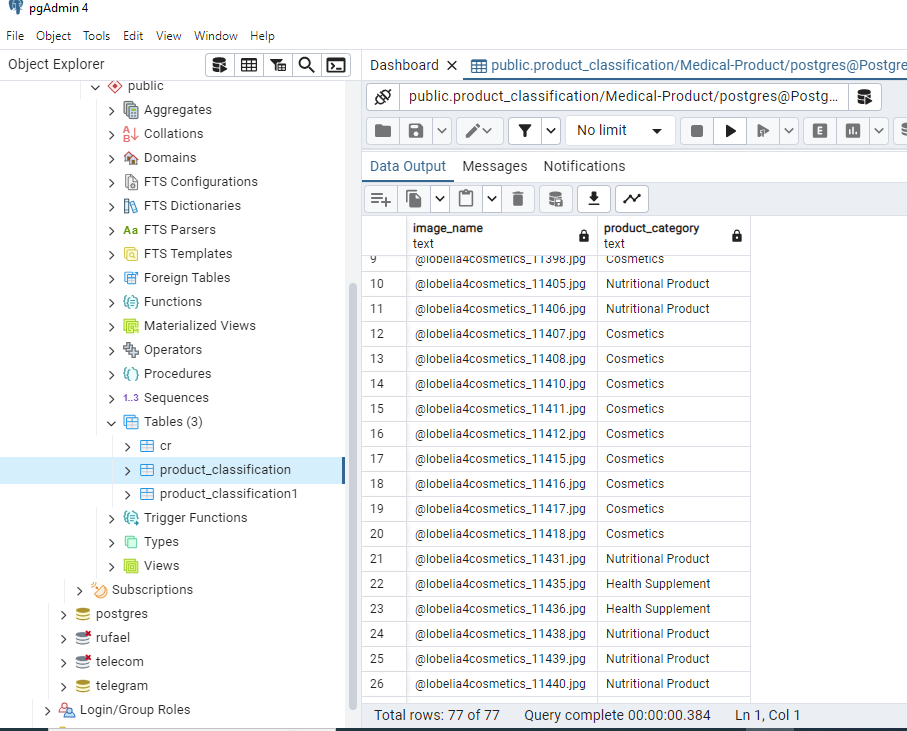 pgAdmin 4
File Object Tools Edit View Window Help
Object Explorer
public
Aggregates
Collations
Domains
FTS Configurations
FTS Dictionaries
Aa FTS Parsers
FTS Templates
Foreign Tables
Functions
Materialized Views
Operators
Procedures
1..3 Sequences
Tables (3)
cr
product_classification
product_classification1
Trigger Functions
Types
Views
Subscriptions
postgres
rufael
telecom
telegram
Login/Group Roles
Dashboard public.product_classification/Medical-Product/postgres@Postgre
public.product_classification/Medical-Product/postgres@Postg...
No limit
E
Data Output Messages Notifications
image_name product_category
text text
9 @lobelia4cosmetics_11398.jpg Cosmetics
10 @lobelia4cosmetics_11405.jpg Nutritional Product
11 @lobelia4cosmetics_11406.jpg Nutritional Product
12 @lobelia4cosmetics_11407.jpg Cosmetics
13 @lobelia4cosmetics_11408.jpg Cosmetics
14 @lobelia4cosmetics_11410.jpg Cosmetics
15 @lobelia4cosmetics_11411.jpg Cosmetics
16 @lobelia4cosmetics_11412.jpg Cosmetics
17 @lobelia4cosmetics_11415.jpg Cosmetics
18 @lobelia4cosmetics_11416.jpg Cosmetics
19 @lobelia4cosmetics_11417.jpg Cosmetics
20 @lobelia4cosmetics_11418.jpg Cosmetics
21 @lobelia4cosmetics_11431.jpg Nutritional Product
22 @lobelia4cosmetics_11435.jpg Health Supplement
23 @lobelia4cosmetics_11436.jpg Health Supplement
24 @lobelia4cosmetics_11438.jpg Nutritional Product
25 @lobelia4cosmetics_11439.jpg Nutritional Product
26 @lobelia4cosmetics_11440.jpg Nutritional Product
Total rows: 77 of 77 Query complete 00:00:00.384 Ln 1, Col 1